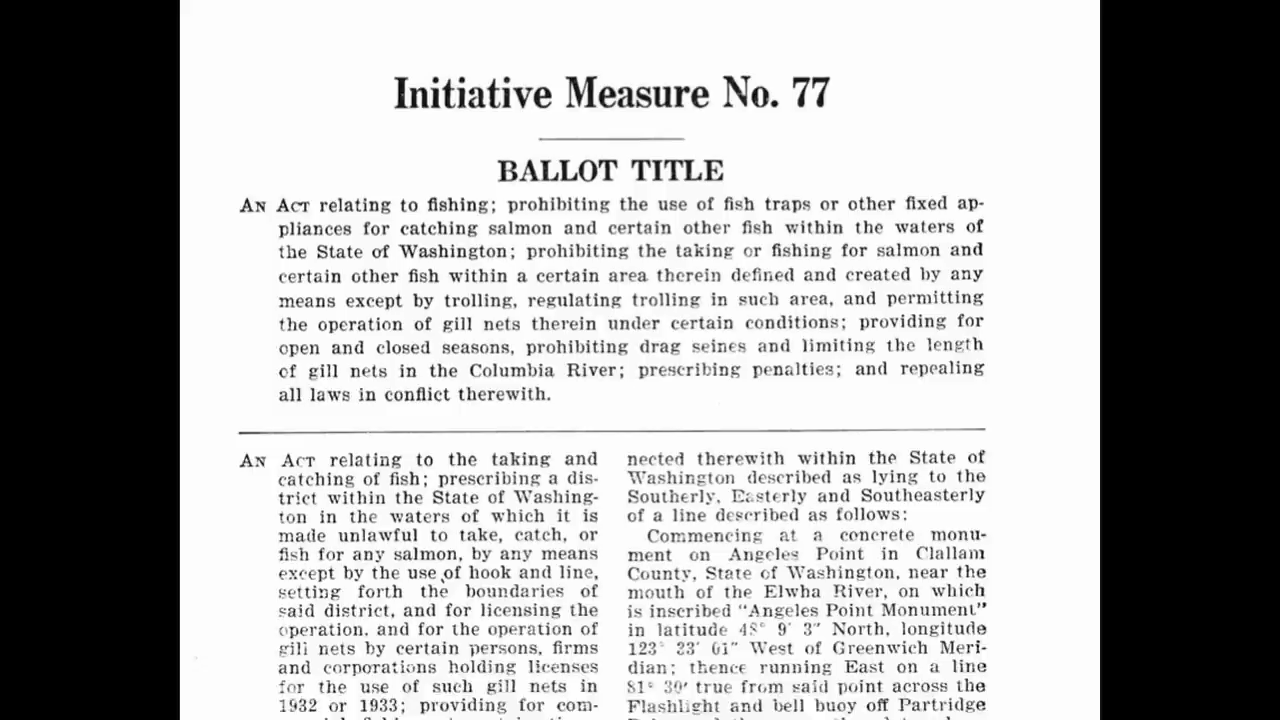 Initiative Measure No. 77
BALLOT TITLE
AN ACT relating to fishing; prohibiting the use of fish traps or other fixed ap-
pliances for catching salmon and certain other fish within the waters of
the State of Washington; prohibiting the taking or fishing for salmon and
certain other fish within a certain area therein defined and created by any
means except by trolling, regulating trolling in such area, and permitting
the operation of gill nets therein under certain conditions; providing for
open and closed seasons, prohibiting drag seines and limiting the length
of gill nets in the Columbia River; prescribing penalties; and repealing
all laws in conflict therewith.
AN ACT relating to the taking and
catching of fish; prescribing a dis-
trict within the State of Washing-
ton in the waters of which it is
made unlawful to take, catch, or
fish for any salmon, by any means
except by the use of hook and line,
setting forth the boundaries of
said district, and for licensing the
operation, and for the operation of
gill nets by certain persons, firms
and corporations holding licenses
for the use of such gill nets in
1932 or 1933; providing for com-
nected therewith within the State of
Washington described as lying to the
Southerly, Easterly and Southeasterly
of a line described as follows:
Commencing at a concrete monu-
ment on Angeles Point in Clallam
County, State of Washington, near the
mouth of the Elwha River, on which
is inscribed "Angeles Point Monument"
in latitude 48° 9' 3" North, longitude
123° 23' 01" West of Greenwich Meri-
dian; thence running East on a line
81° 30' true from said point across the
Flashlight and bell buoy off Partridge